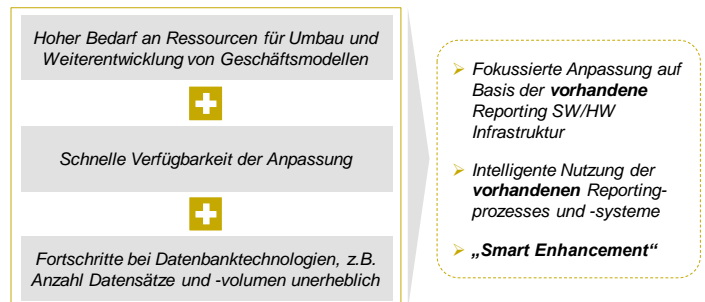 Hoher Bedarf an Ressourcen für Umbau und
Weiterentwicklung von Geschäftsmodellen
Schnelle Verfügbarkeit der Anpassung
Fortschritte bei Datenbanktechnologien, z.B.
Anzahl Datensätze und -volumen unerheblich
Fokussierte Anpassung auf
Basis der vorhandene
Reporting SW/HW
Infrastruktur
Intelligente Nutzung der
vorhandenen Reporting-
prozesses und -systeme
„Smart Enhancement“